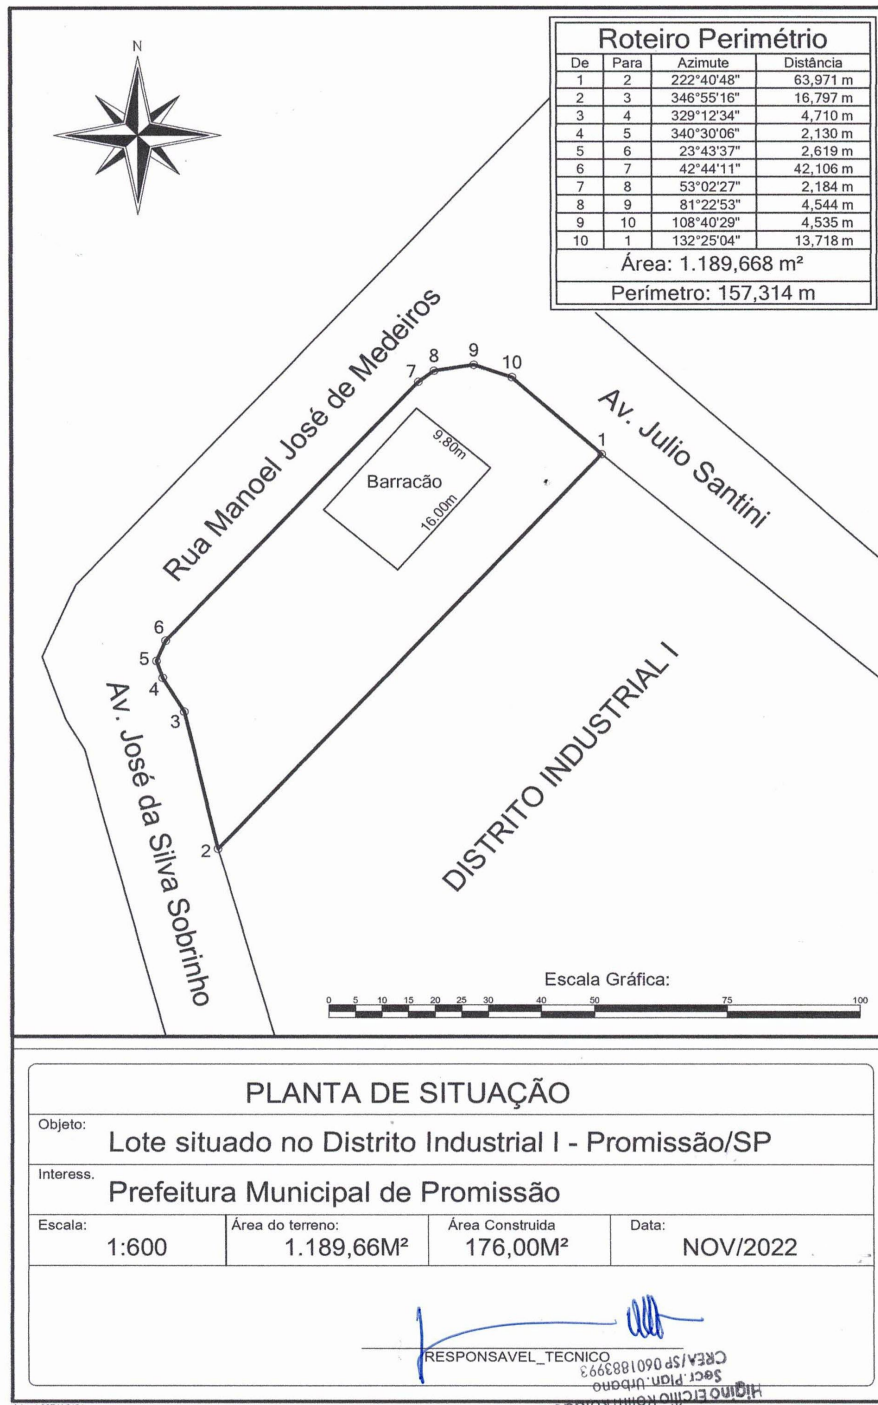 N
Roteiro Perimétrio
De Para Azimute Distância
1 2 222°40'48" 63,971 m
2 3 346°55'16" 16,797 m
3 4 329°12'34" 4,710 m
4 5 340°30'06" 2,130 m
5 6 23°43'37" 2,619 m
6 7 42°44'11" 42,106 m
7 8 53°02'27" 2,184 m
8 9 81°22'53" 4,544 m
9 10 108°40'29" 4,535 m
10 1 132°25'04" 13,718 m
Área: 1.189,668 m²
Perímetro: 157,314 m
Rua Manoel José de Medeiros
7
8
9
10
1
Av. Julio Santini
9.80m
Barracão
16.00m
6
5
4
3
2
Av. José da Silva Sobrinho
DISTRITO INDUSTRIAL I
Escala Gráfica:
0 5 10 15 20 25 30 40 50 75 100
PLANTA DE SITUAÇÃO
Objeto:
Lote situado no Distrito Industrial I - Promissão/SP
Interess.
Prefeitura Municipal de Promissão
Escala: Área do terreno: Área Construida Data:
1:600 1.189,66M² 176,00M² NOV/2022
RESPONSAVEL_TECNICO
Higino Ercilio
Secr. Plan. Urbano
CREA/SP 0601883993